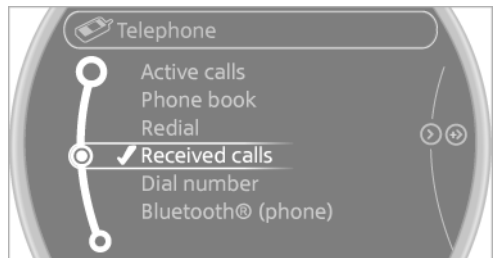 Telephone
Active calls
Phone book
Redial
Received calls
Dial number
Bluetooth® (phone)